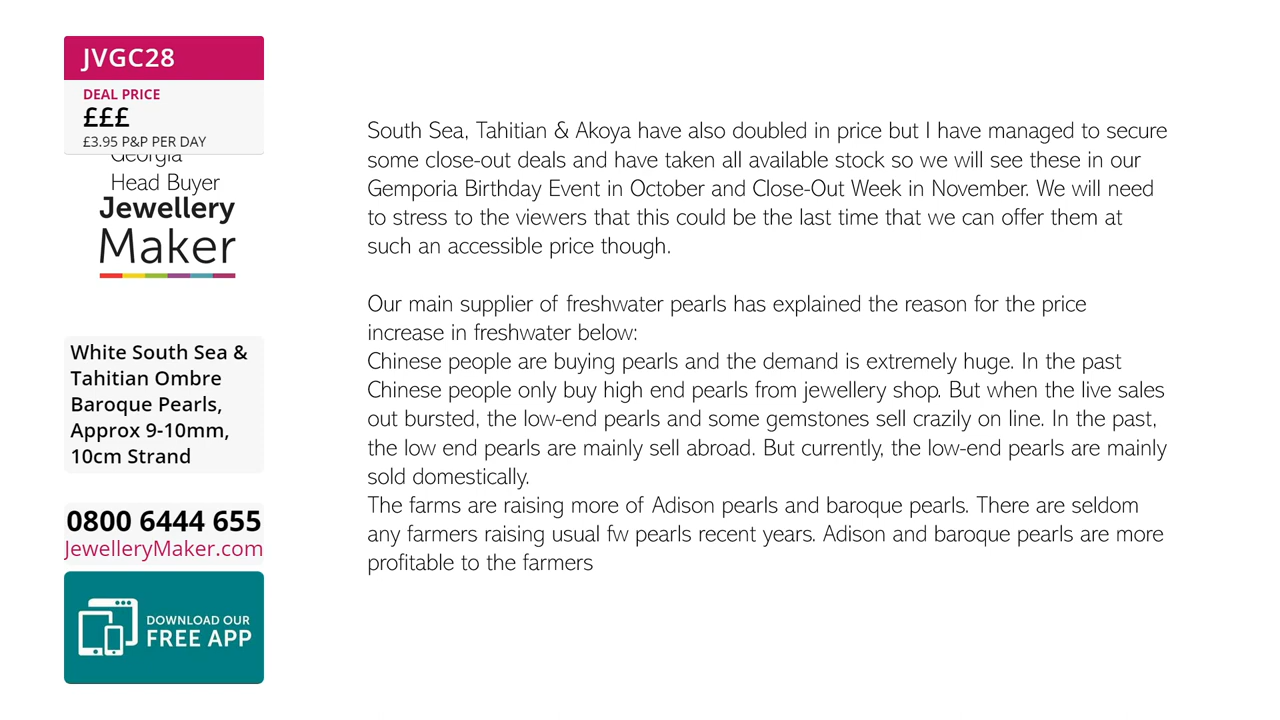 JVGC28
DEAL PRICE
£££
£3.95 P&P PER DAY
Georgia
Head Buyer
Jewellery
Maker
White South Sea &
Tahitian Ombre
Baroque Pearls,
Approx 9-10mm,
10cm Strand
0800 6444 655
JewelleryMaker.com
DOWNLOAD OUR
FREE APP
South Sea, Tahitian & Akoya have also doubled in price but I have managed to secure
some close-out deals and have taken all available stock so we will see these in our
Gemporia Birthday Event in October and Close-Out Week in November. We will need
to stress to the viewers that this could be the last time that we can offer them at
such an accessible price though.
Our main supplier of freshwater pearls has explained the reason for the price
increase in freshwater below:
Chinese people are buying pearls and the demand is extremely huge. In the past
Chinese people only buy high end pearls from jewellery shop. But when the live sales
out bursted, the low-end pearls and some gemstones sell crazily on line. In the past,
the low end pearls are mainly sell abroad. But currently, the low-end pearls are mainly
sold domestically.
The farms are raising more of Adison pearls and baroque pearls. There are seldom
any farmers raising usual fw pearls recent years. Adison and baroque pearls are more
profitable to the farmers